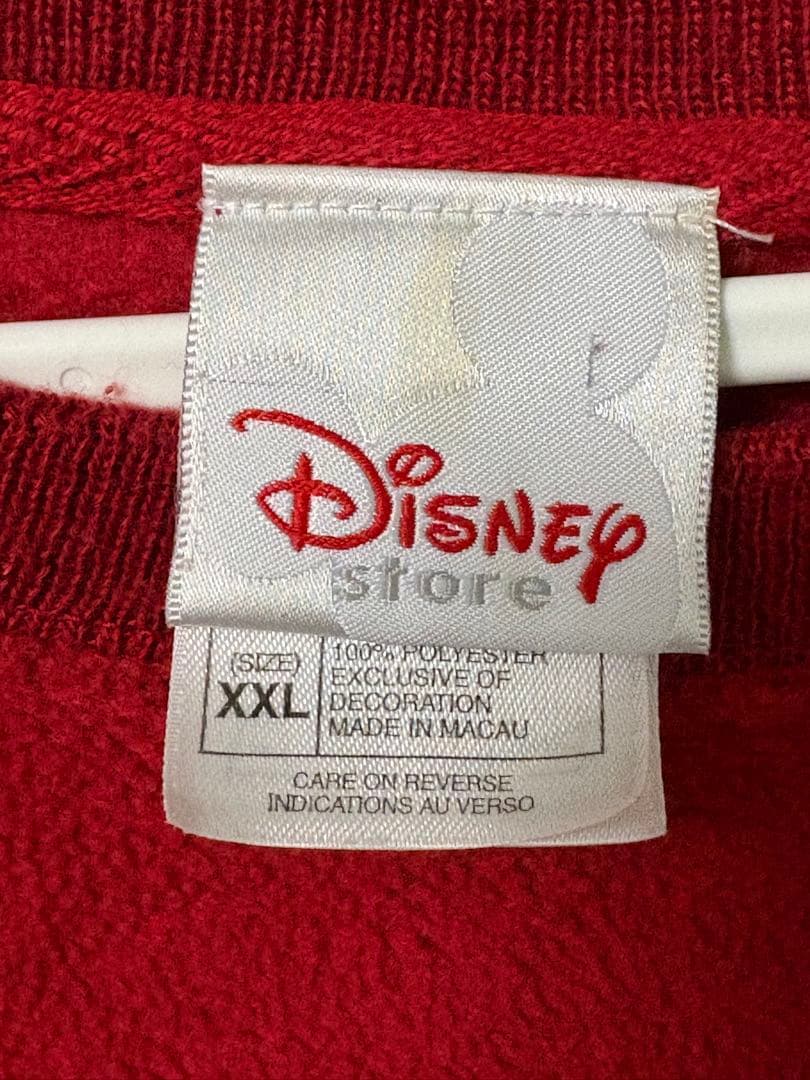 Disney
store
(SIZE)
XXL
100% POLYESTER
EXCLUSIVE OF
DECORATION
MADE IN MACAU
CARE ON REVERSE
INDICATIONS AU VERSO